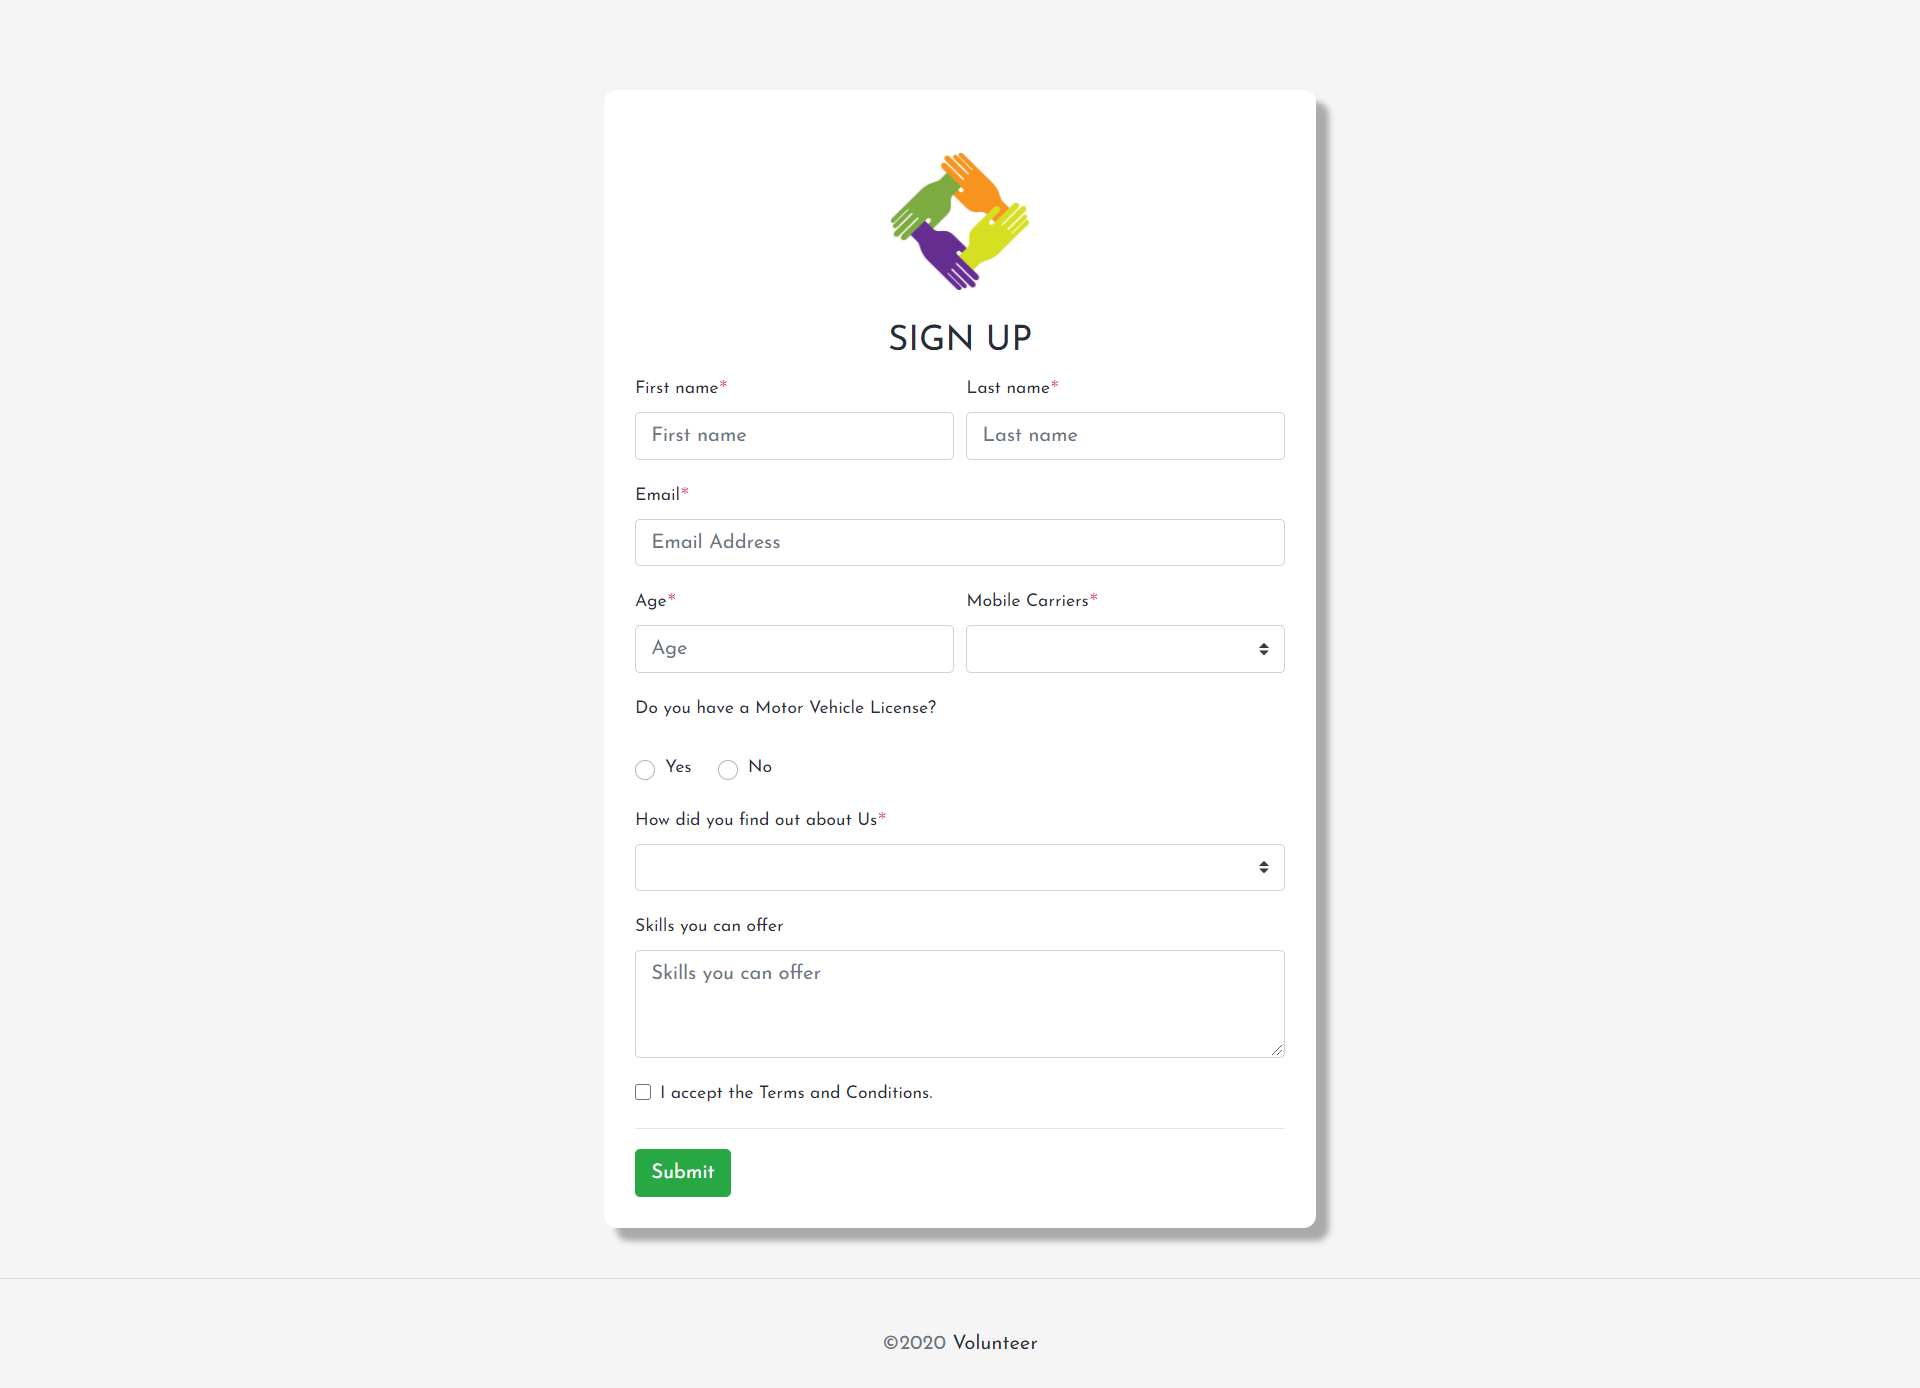 SIGN UP
First name* Last name*
First name Last name
Email*
Email Address
Age* Mobile Carriers*
Age
Do you have a Motor Vehicle License?
Yes No
How did you find out about Us*
Skills you can offer
Skills you can offer
I accept the Terms and Conditions.
Submit
©2020 Volunteer